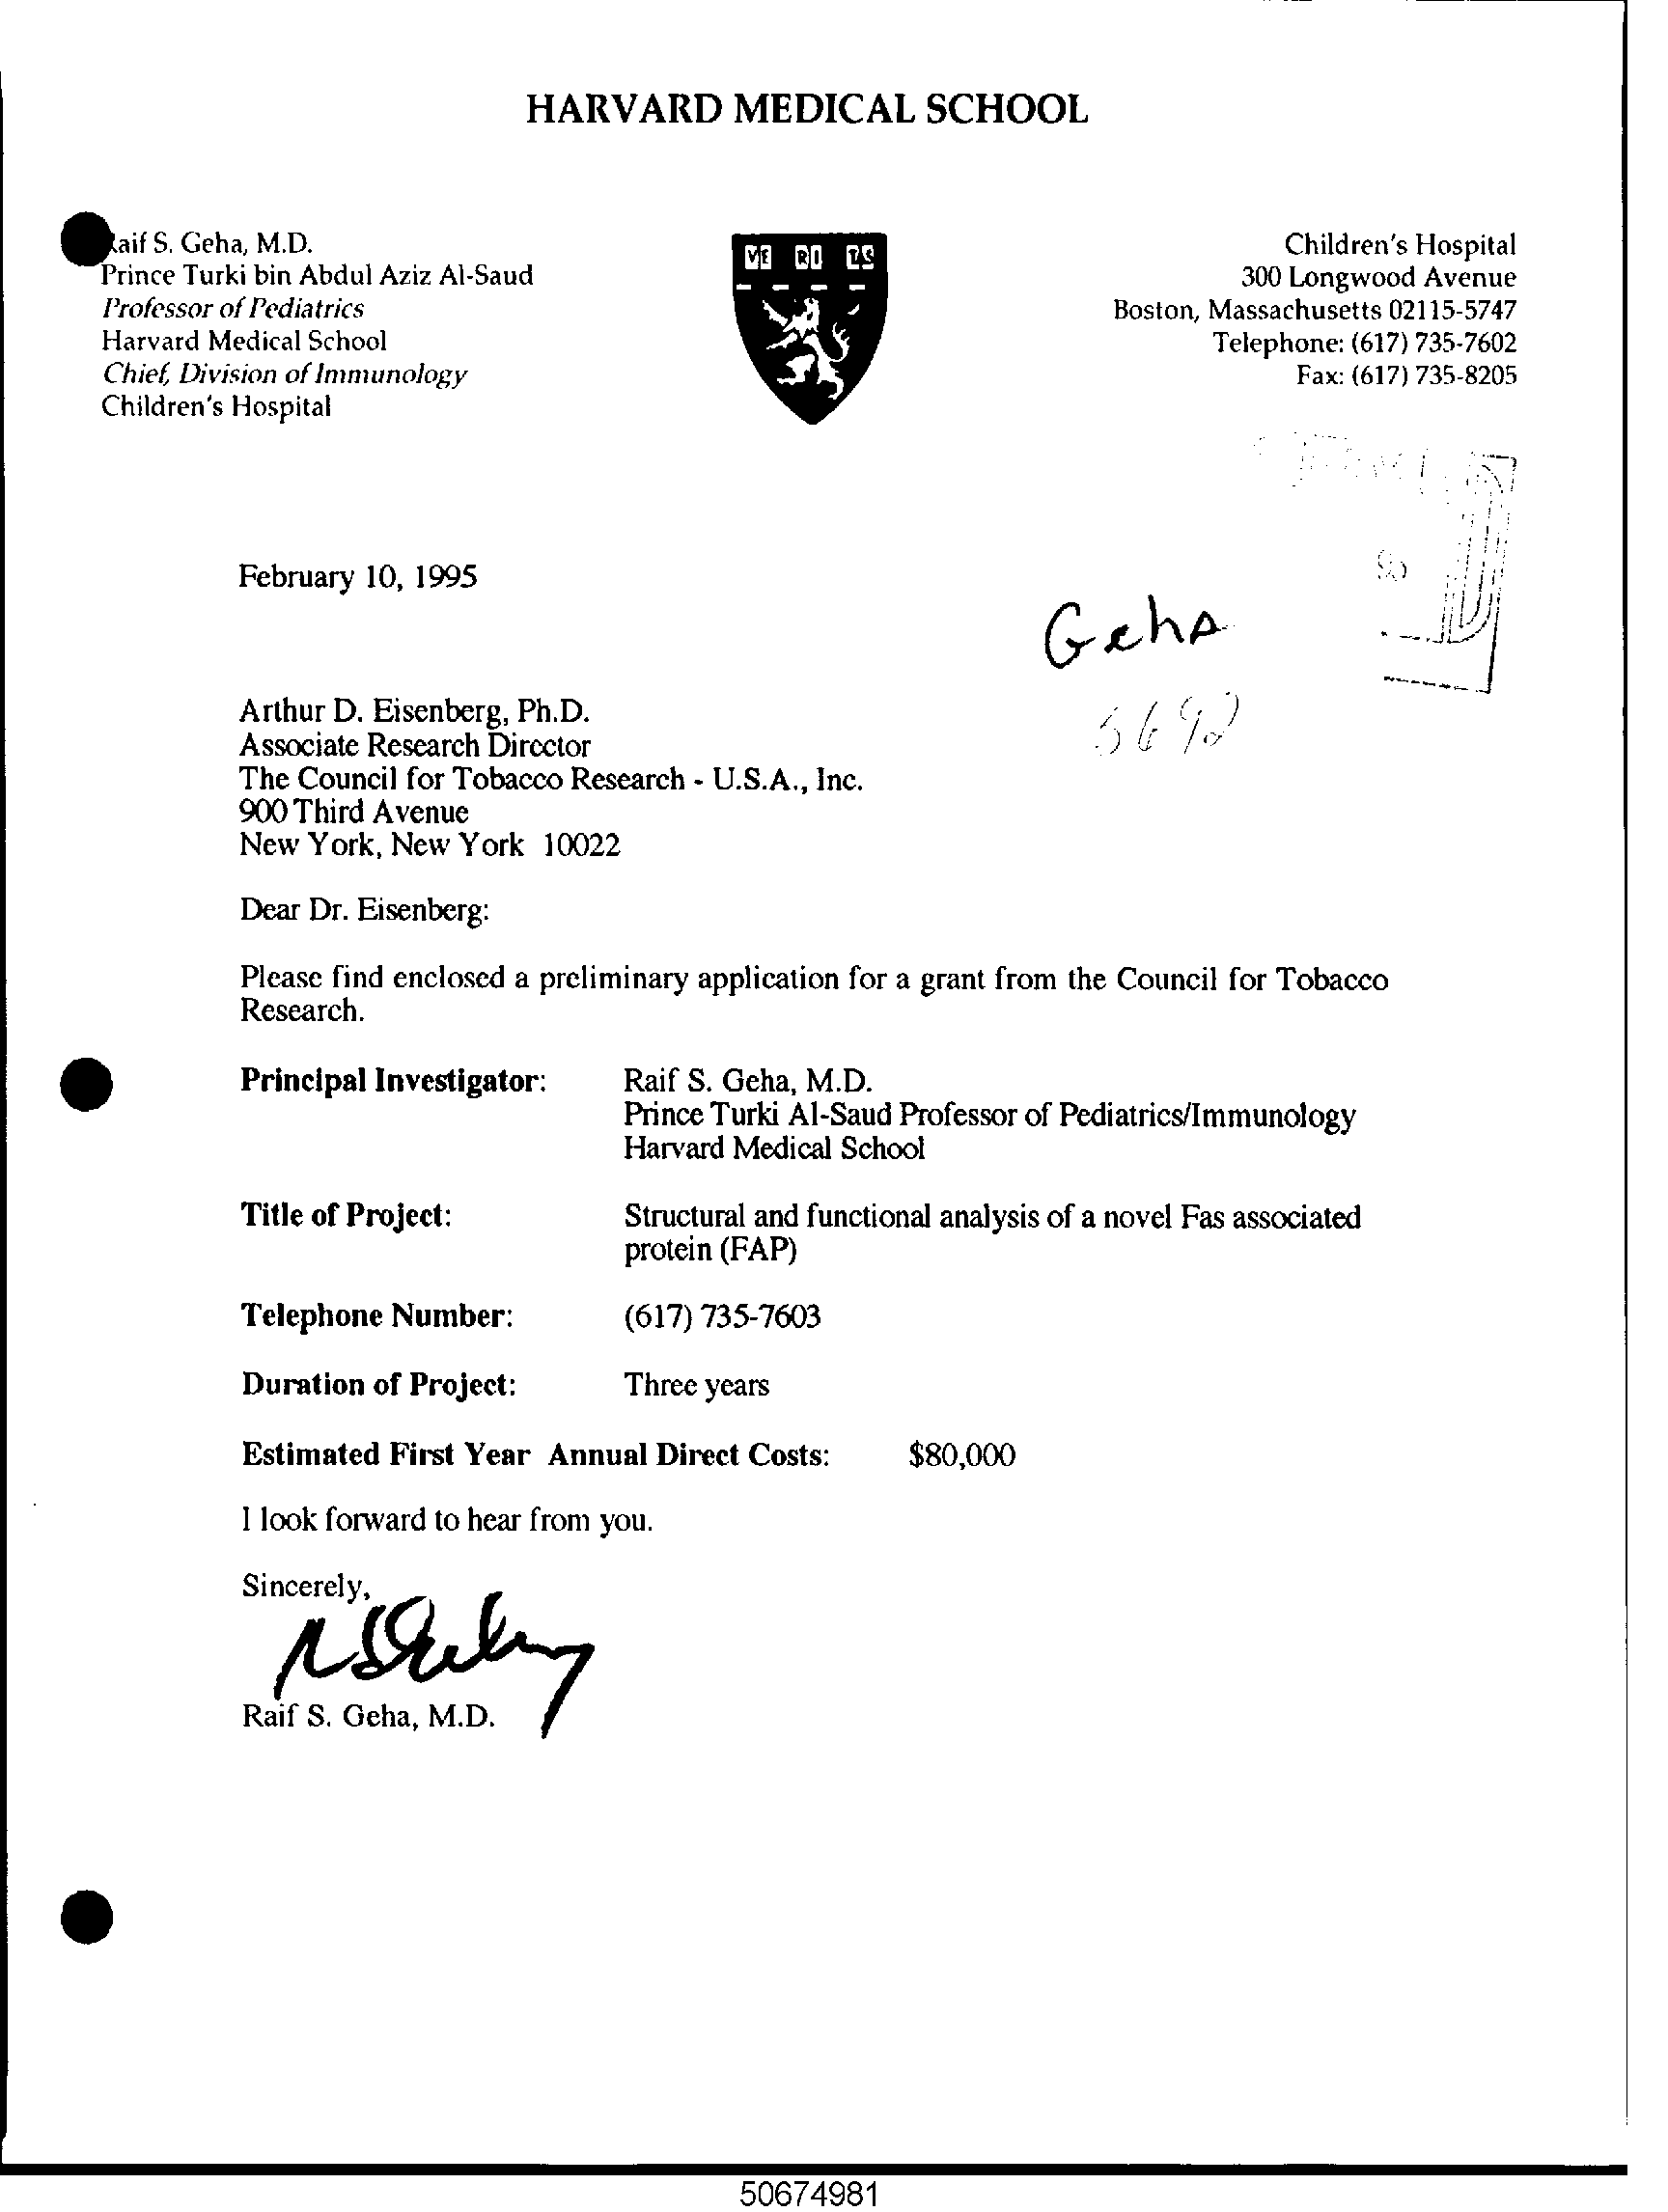 HARVARD MEDICAL SCHOOL
Raif S. Geha, M.D.
Prince Turki bin Abdul Aziz Al-Saud
Professor of Pediatrics
Harvard Medical School
Chief, Division of Immunology
Children's Hospital
VE RI TAS
Children's Hospital
300 Longwood Avenue
Boston, Massachusetts 02115-5747
Telephone: (617) 735-7602
Fax: (617) 735-8205
February 10, 1995
Geha
Arthur D. Eisenberg, Ph.D.
Associate Research Director
The Council for Tobacco Research - U.S.A., Inc.
900 Third Avenue
New York, New York 10022
Dear Dr. Eisenberg:
Please find enclosed a preliminary application for a grant from the Council for Tobacco
Research.
Principal Investigator: Raif S. Geha, M.D.
Prince Turki Al-Saud Professor of Pediatrics/Immunology
Harvard Medical School
Title of Project: Structural and functional analysis of a novel Fas associated
protein (FAP)
Telephone Number: (617) 735-7603
Duration of Project: Three years
Estimated First Year Annual Direct Costs: $80,000
I look forward to hear from you.
Sincerely,
Raif S. Geha, M.D.
50674981